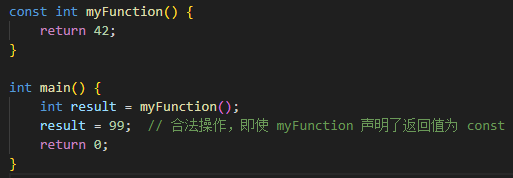 const int myFunction() {
    return 42;
}

int main() {
    int result = myFunction();
    result = 99;  // 合法操作，即使 myFunction 声明了返回值为 const
    return 0;
}